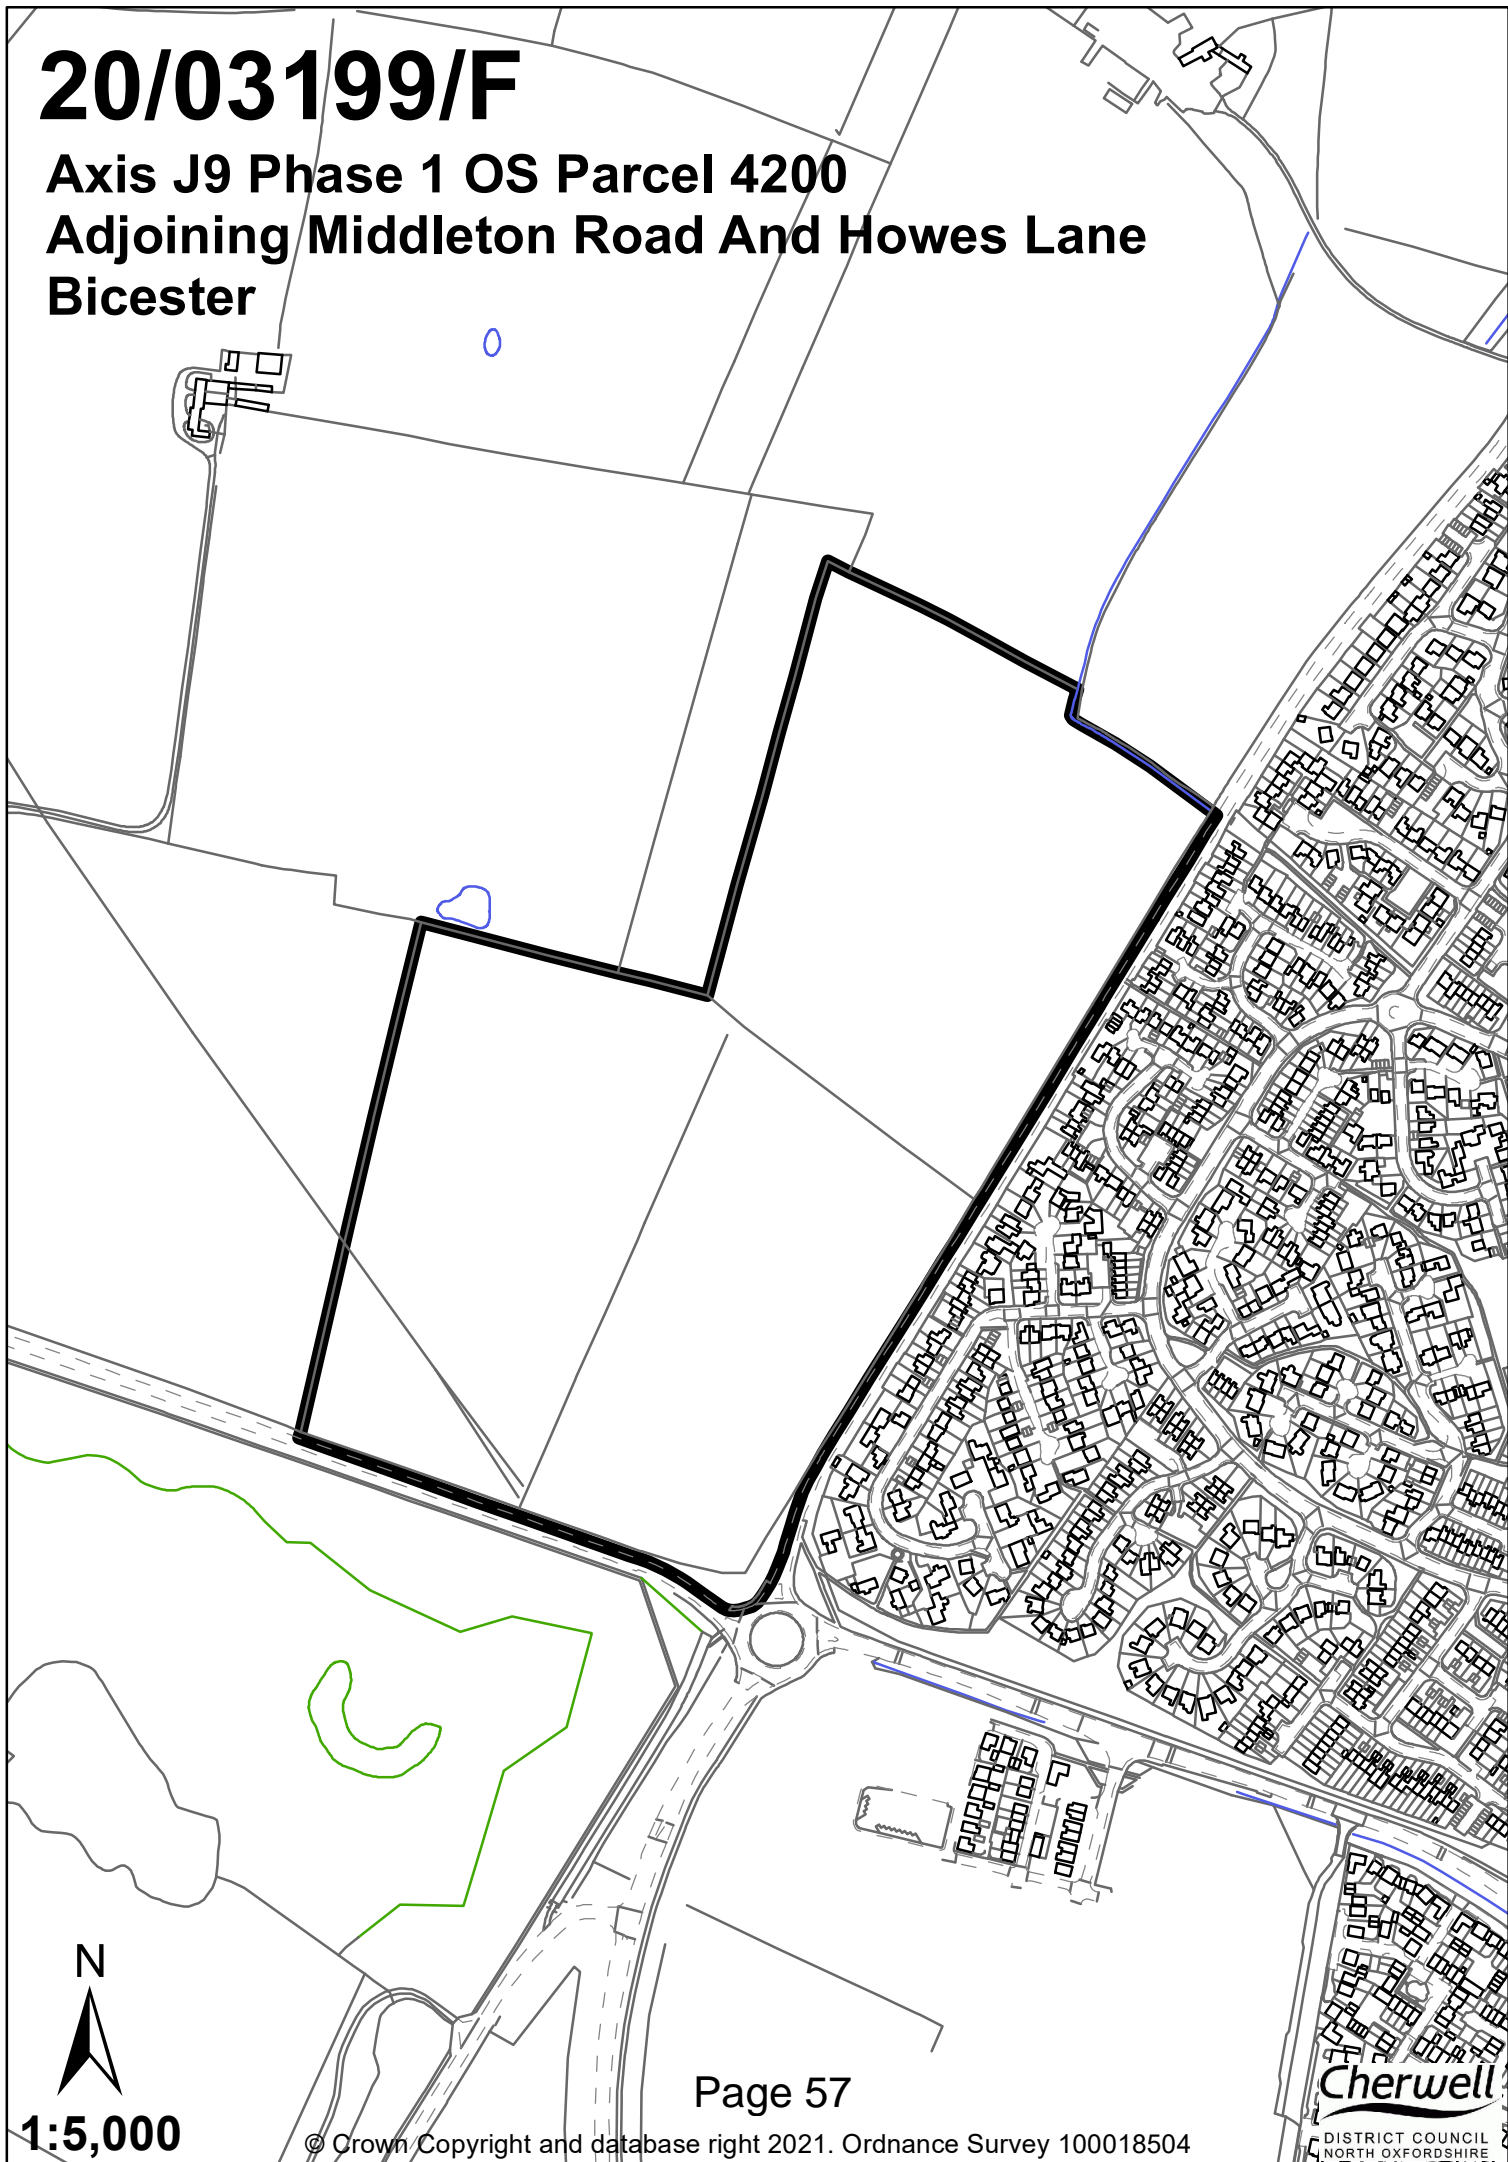 20/03199/F
Axis J9 Phase 1 OS Parcel 4200
Adjoining Middleton Road And Howes Lane
Bicester
N
1:5,000
Page 57
© Crown Copyright and database right 2021. Ordnance Survey 100018504
Cherwell
DISTRICT COUNCIL
NORTH OXFORDSHIRE